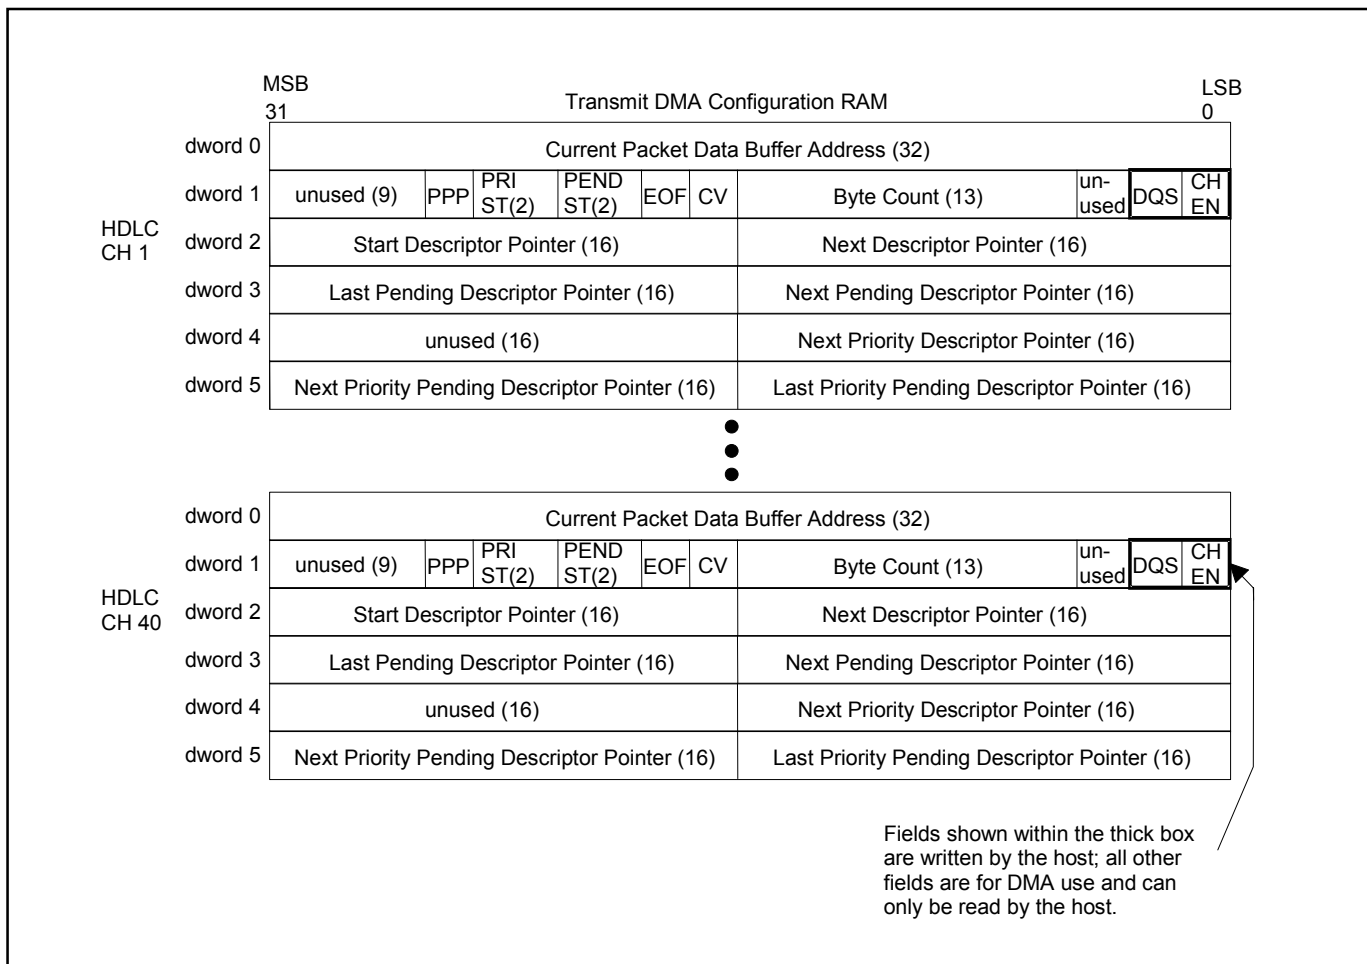 MSB
LSB
31
Transmit DMA Configuration RAM
0
HDLC
CH 1
dword 0
Current Packet Data Buffer Address (32)
dword 1
unused (9)
PPP
PRI
ST(2)
PEND
ST(2)
EOF
CV
Byte Count (13)
un-
used
DQS
CH
EN
dword 2
Start Descriptor Pointer (16)
Next Descriptor Pointer (16)
dword 3
Last Pending Descriptor Pointer (16)
Next Pending Descriptor Pointer (16)
dword 4
unused (16)
Next Priority Descriptor Pointer (16)
dword 5
Next Priority Pending Descriptor Pointer (16)
Last Priority Pending Descriptor Pointer (16)
HDLC
CH 40
dword 0
Current Packet Data Buffer Address (32)
dword 1
unused (9)
PPP
PRI
ST(2)
PEND
ST(2)
EOF
CV
Byte Count (13)
un-
used
DQS
CH
EN
dword 2
Start Descriptor Pointer (16)
Next Descriptor Pointer (16)
dword 3
Last Pending Descriptor Pointer (16)
Next Pending Descriptor Pointer (16)
dword 4
unused (16)
Next Priority Descriptor Pointer (16)
dword 5
Next Priority Pending Descriptor Pointer (16)
Last Priority Pending Descriptor Pointer (16)
Fields shown within the thick box
are written by the host; all other
fields are for DMA use and can
only be read by the host.